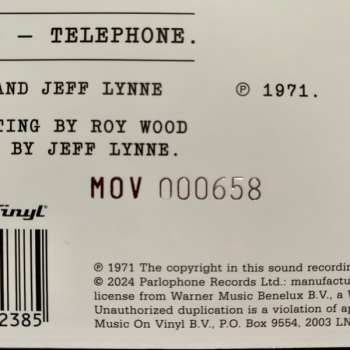 — TELEPHONE.
AND JEFF LYNNE ℗ 1971.
TING BY ROY WOOD
BY JEFF LYNNE.
MOV 000658
Vinyl®
2385
℗ 1971 The copyright in this sound recording
© 2024 Parlophone Records Ltd.: manufactu
license from Warner Music Benelux B.V., a W
Unauthorized duplication is a violation of ap
Music On Vinyl B.V., P.O. Box 9554, 2003 LN